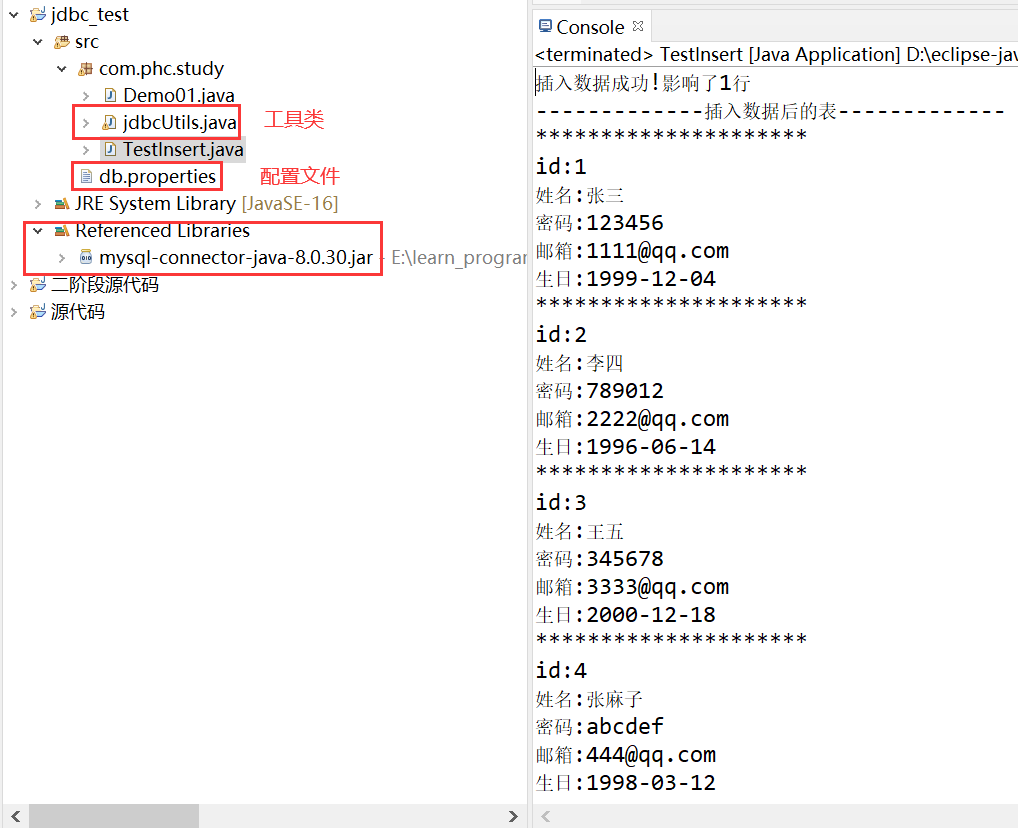 jdbc_test
src
com.phc.study
Demo01.java
jdbcUtils.java 工具类
TestInsert.java
db.properties 配置文件
JRE System Library [JavaSE-16]
Referenced Libraries
mysql-connector-java-8.0.30.jar - E:\learn_progra
二阶段源代码
源代码
Console
<terminated> TestInsert [Java Application] D:\eclipse-jav
插入数据成功!影响了1行
-------------插入数据后的表-------------
*********************
id:1
姓名:张三
密码:123456
邮箱:1111@qq.com
生日:1999-12-04
*********************
id:2
姓名:李四
密码:789012
邮箱:2222@qq.com
生日:1996-06-14
*********************
id:3
姓名:王五
密码:345678
邮箱:3333@qq.com
生日:2000-12-18
*********************
id:4
姓名:张麻子
密码:abcdef
邮箱:444@qq.com
生日:1998-03-12